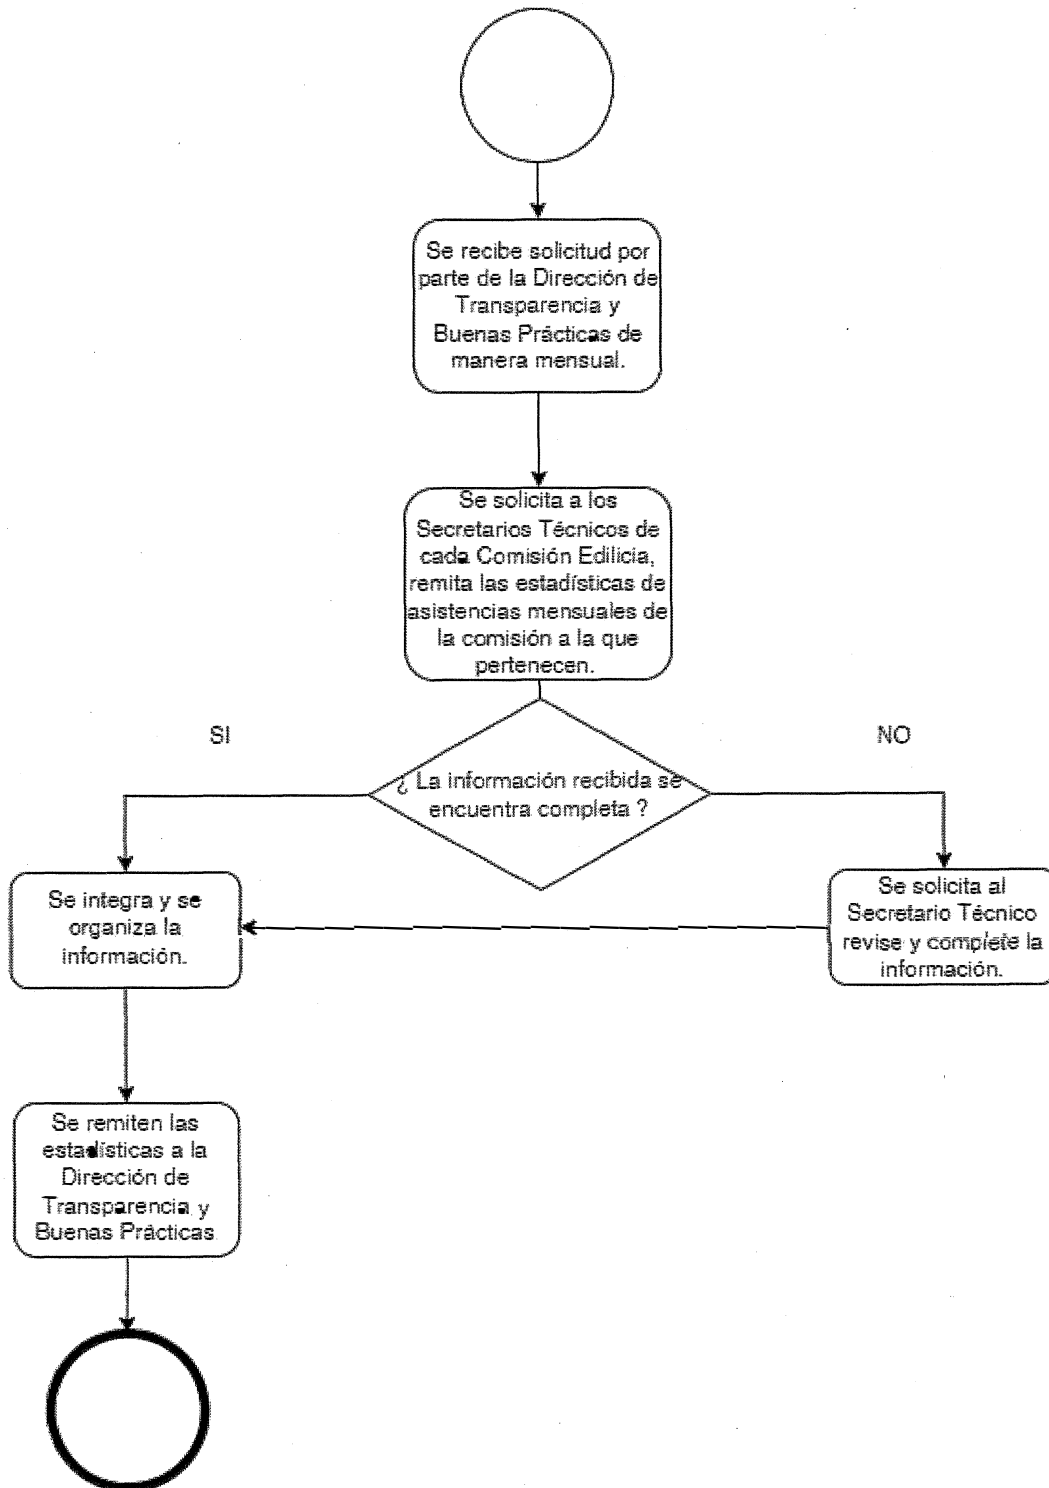 Se recibe solicitud por
parte de la Dirección de
Transparencia y
Buenas Prácticas de
manera mensual.
Se solicita a los
Secretarios Técnicos de
cada Comisión Edilicia,
remita las estadísticas de
asistencias mensuales de
la comisión a la que
pertenecen.
SI
NO
¿ La información recibida se
encuentra completa ?
Se integra y se
organiza la
información.
Se solicita al
Secretario Técnico
revise y complete la
información.
Se remiten las
estadísticas a la
Dirección de
Transparencia y
Buenas Prácticas